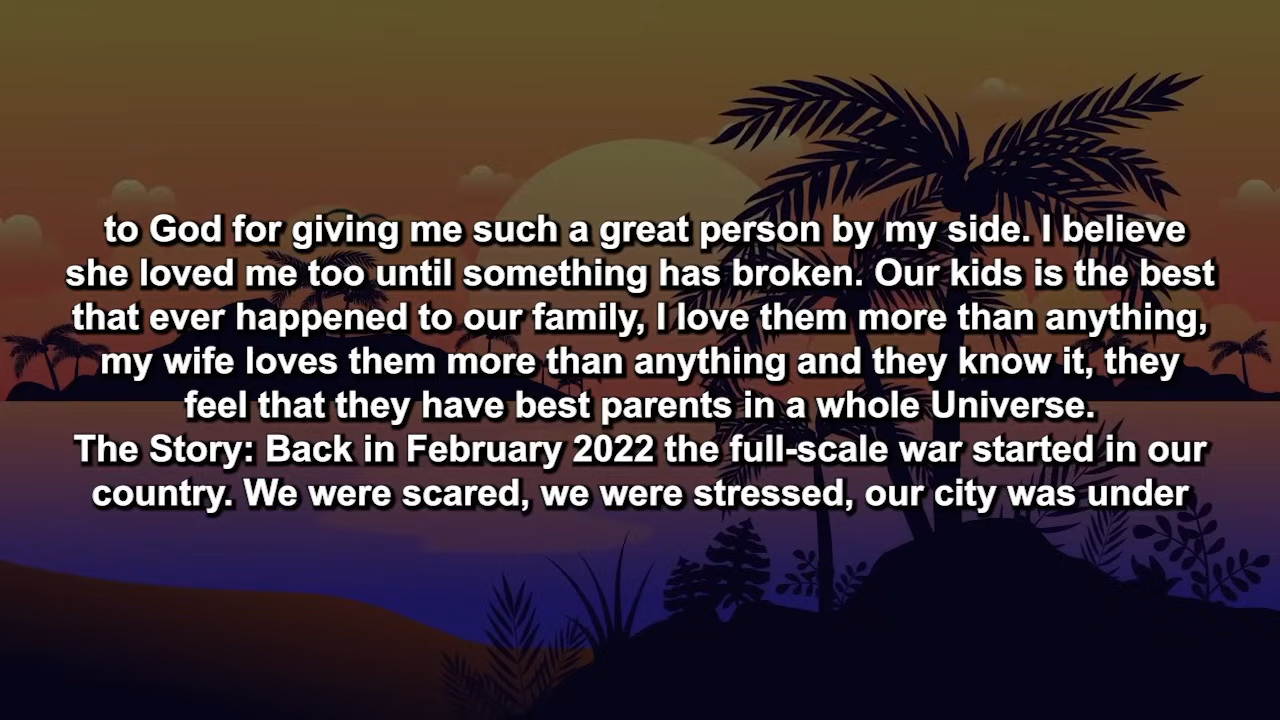 to God for giving me such a great person by my side. I believe
she loved me too until something has broken. Our kids is the best
that ever happened to our family, I love them more than anything,
my wife loves them more than anything and they know it, they
feel that they have best parents in a whole Universe.
The Story: Back in February 2022 the full-scale war started in our
country. We were scared, we were stressed, our city was under